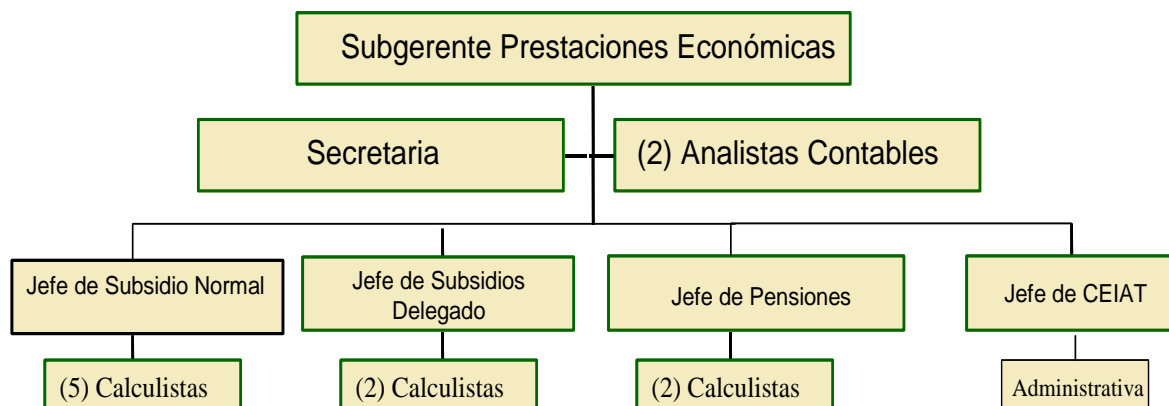 Subgerente Prestaciones Económicas
Secretaria
(2) Analistas Contables
Jefe de Subsidio Normal
Jefe de Subsidios
Delegado
Jefe de Pensiones
Jefe de CEIAT
(5) Calculistas
(2) Calculistas
(2) Calculistas
Administrativa